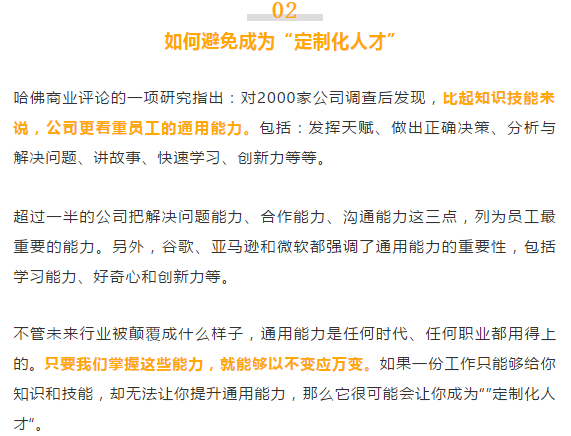 02
如何避免成为“定制化人才”
哈佛商业评论的一项研究指出：对2000家公司调查后发现，比起知识技能来
说，公司更看重员工的通用能力。包括：发挥天赋、做出正确决策、分析与
解决问题、讲故事、快速学习、创新力等等。
超过一半的公司把解决问题能力、合作能力、沟通能力这三点，列为员工最
重要的能力。另外，谷歌、亚马逊和微软都强调了通用能力的重要性，包括
学习能力、好奇心和创新力等。
不管未来行业被颠覆成什么样子，通用能力是任何时代、任何职业都用得上
的。只要我们掌握这些能力，就能够以不变应万变。如果一份工作只能够给你
知识和技能，却无法让你提升通用能力，那么它很可能会让你成为“”定制化人
才“。